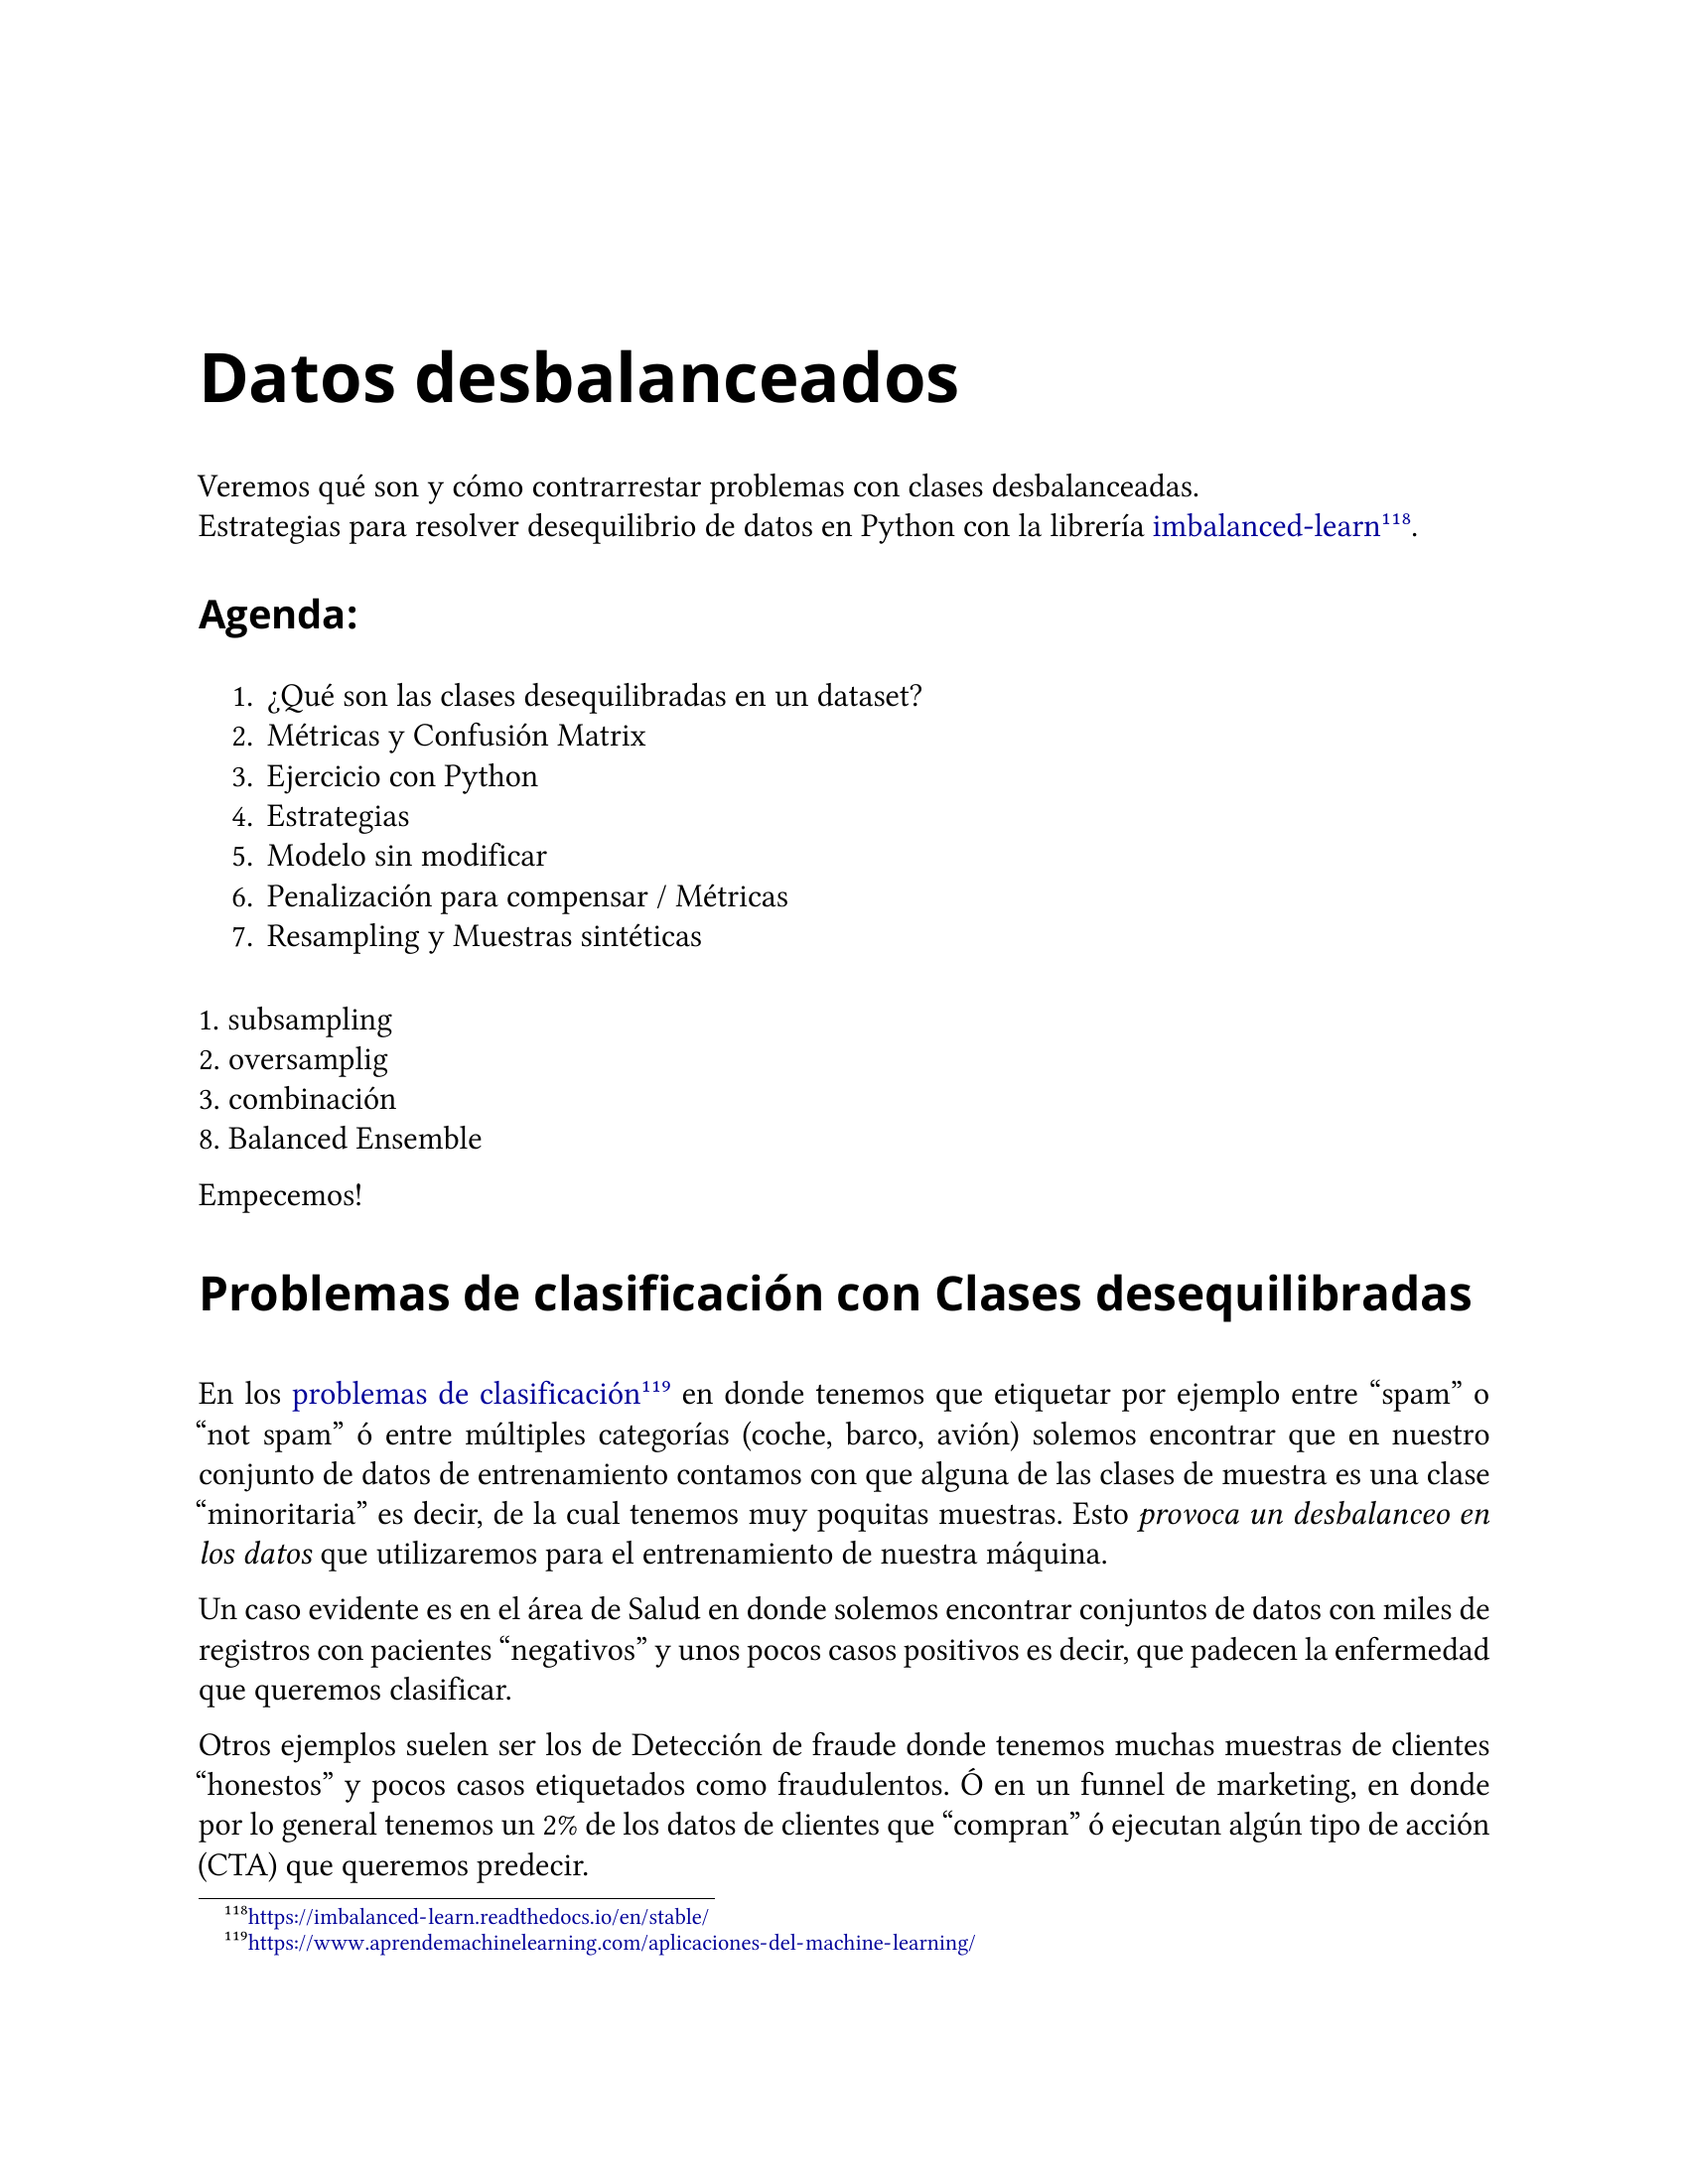 Datos desbalanceados
Veremos qué son y cómo contrarrestar problemas con clases desbalanceadas.
Estrategias para resolver desequilibrio de datos en Python con la librería imbalanced-learn¹¹⁸.
Agenda:
1. ¿Qué son las clases desequilibradas en un dataset?
2. Métricas y Confusión Matrix
3. Ejercicio con Python
4. Estrategias
5. Modelo sin modificar
6. Penalización para compensar / Métricas
7. Resampling y Muestras sintéticas
1. subsampling
2. oversamplig
3. combinación
8. Balanced Ensemble
Empecemos!
Problemas de clasificación con Clases desequilibradas
En los problemas de clasificación¹¹⁹ en donde tenemos que etiquetar por ejemplo entre “spam” o
“not spam” ó entre múltiples categorías (coche, barco, avión) solemos encontrar que en nuestro
conjunto de datos de entrenamiento contamos con que alguna de las clases de muestra es una clase
“minoritaria” es decir, de la cual tenemos muy poquitas muestras. Esto provoca un desbalanceo en
los datos que utilizaremos para el entrenamiento de nuestra máquina.
Un caso evidente es en el área de Salud en donde solemos encontrar conjuntos de datos con miles de
registros con pacientes “negativos” y unos pocos casos positivos es decir, que padecen la enfermedad
que queremos clasificar.
Otros ejemplos suelen ser los de Detección de fraude donde tenemos muchas muestras de clientes
“honestos” y pocos casos etiquetados como fraudulentos. Ó en un funnel de marketing, en donde
por lo general tenemos un 2% de los datos de clientes que “compran” ó ejecutan algún tipo de acción
(CTA) que queremos predecir.
¹¹⁸https://imbalanced-learn.readthedocs.io/en/stable/
¹¹⁹https://www.aprendemachinelearning.com/aplicaciones-del-machine-learning/